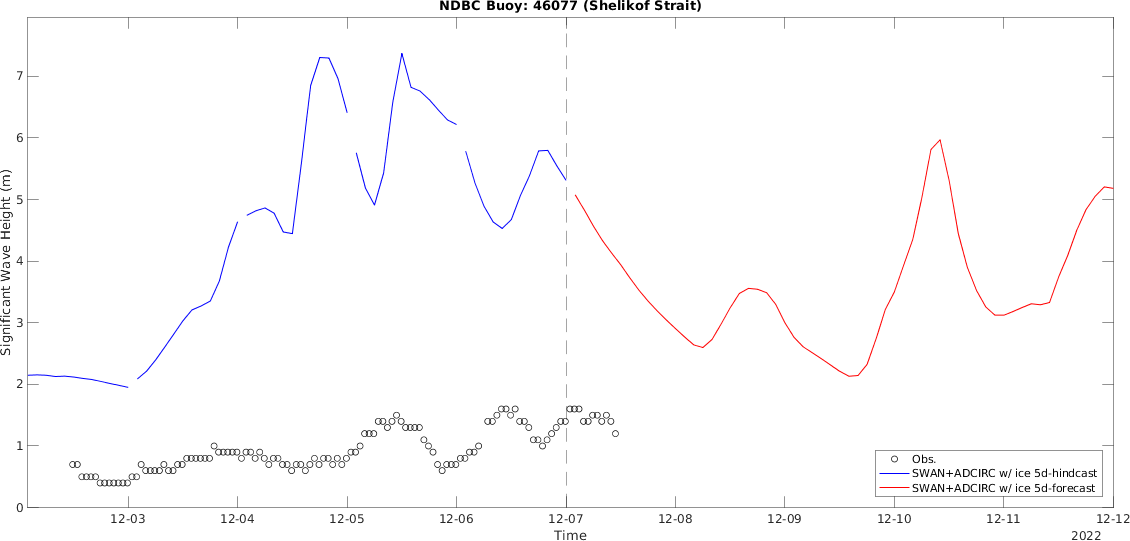 NDBC Buoy: 46077 (Shelikof Strait)
Significant Wave Height (m)
7
6
5
4
3
2
1
0
Obs.
SWAN+ADCIRC w/ ice 5d-hindcast
SWAN+ADCIRC w/ ice 5d-forecast
12-03 12-04 12-05 12-06 12-07 12-08 12-09 12-10 12-11 12-12
Time
2022